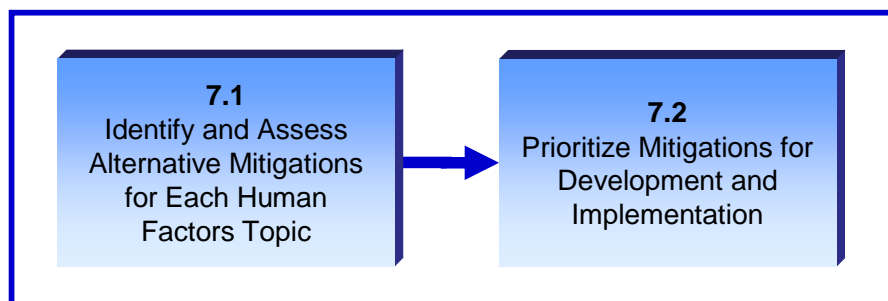 7.1
Identify and Assess
Alternative Mitigations
for Each Human
Factors Topic
7.2
Prioritize Mitigations for
Development and
Implementation